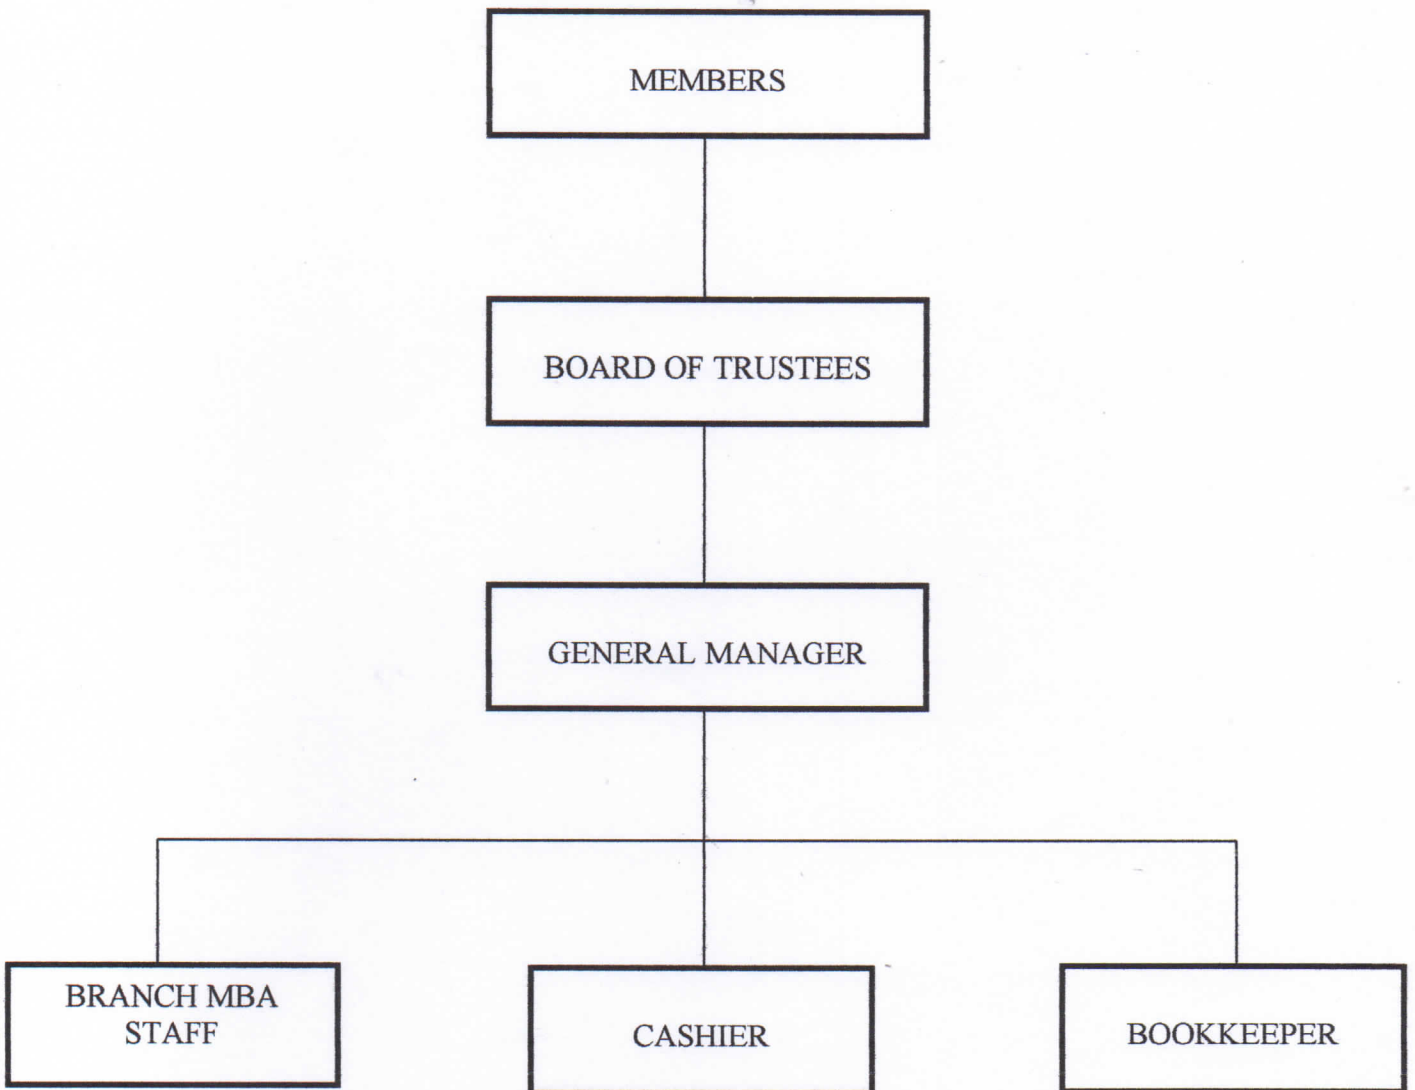 MEMBERS
BOARD OF TRUSTEES
GENERAL MANAGER
BRANCH MBA
STAFF
CASHIER
BOOKKEEPER